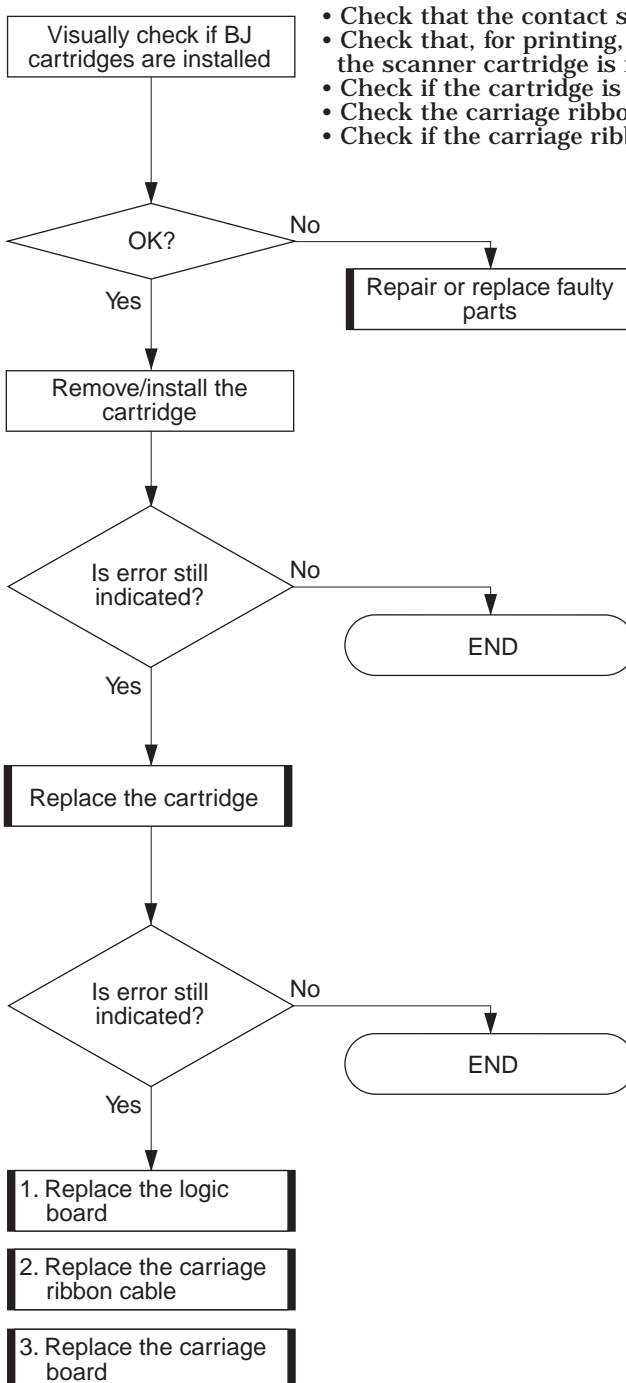 Visually check if BJ
cartridges are installed
• Check that the contact
• Check that, for printing,
the scanner cartridge is
• Check if the cartridge is
• Check the carriage
• Check if the carriage
OK?
No
Repair or replace faulty
parts
Yes
Remove/install the
cartridge
Is error still
indicated?
No
END
Yes
Replace the cartridge
Is error still
indicated?
No
END
Yes
1. Replace the logic
board
2. Replace the carriage
ribbon cable
3. Replace the carriage
board